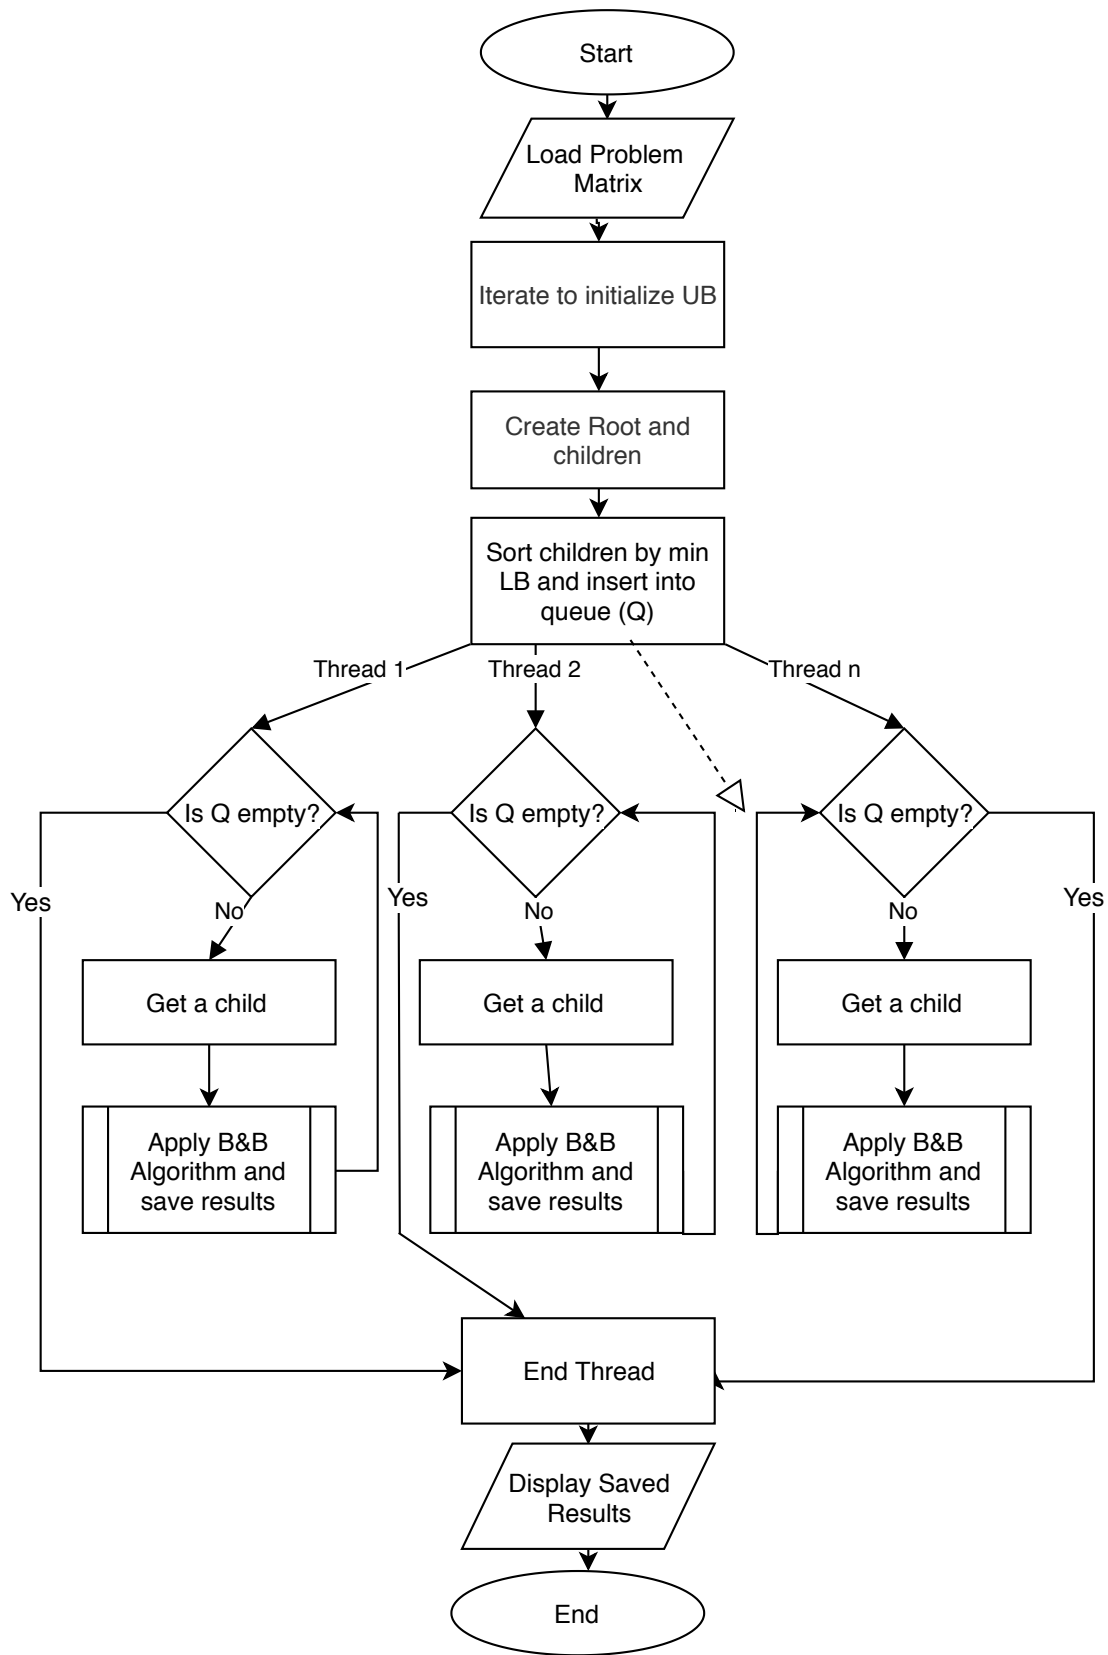 Start
Load Problem
Matrix
Iterate to initialize UB
Create Root and
children
Sort children by min
LB and insert into
queue (Q)
Thread 1
Thread 2
Thread n
Is Q empty?
Is Q empty?
Is Q empty?
Yes
No
Yes
No
No
Yes
Get a child
Get a child
Get a child
Apply B&B
Algorithm and
save results
Apply B&B
Algorithm and
save results
Apply B&B
Algorithm and
save results
End Thread
Display Saved
Results
End